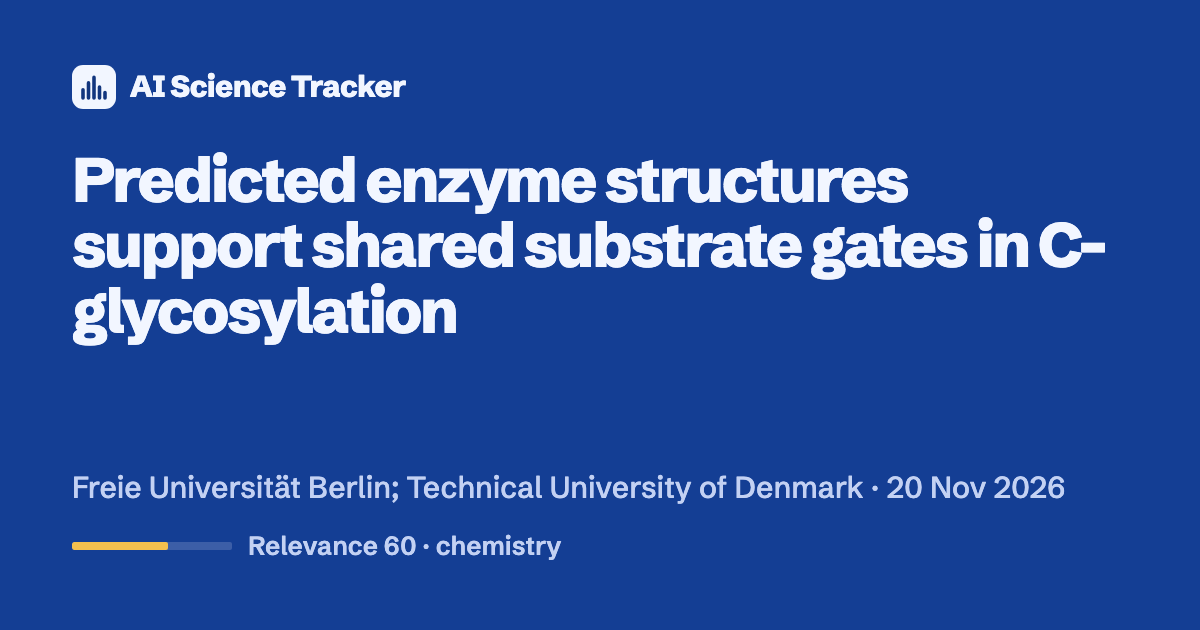 AI Science Tracker
Predicted enzyme structures
support shared substrate gates in C-
glycosylation
Freie Universität Berlin; Technical University of Denmark · 20 Nov 2026
Relevance 60 · chemistry